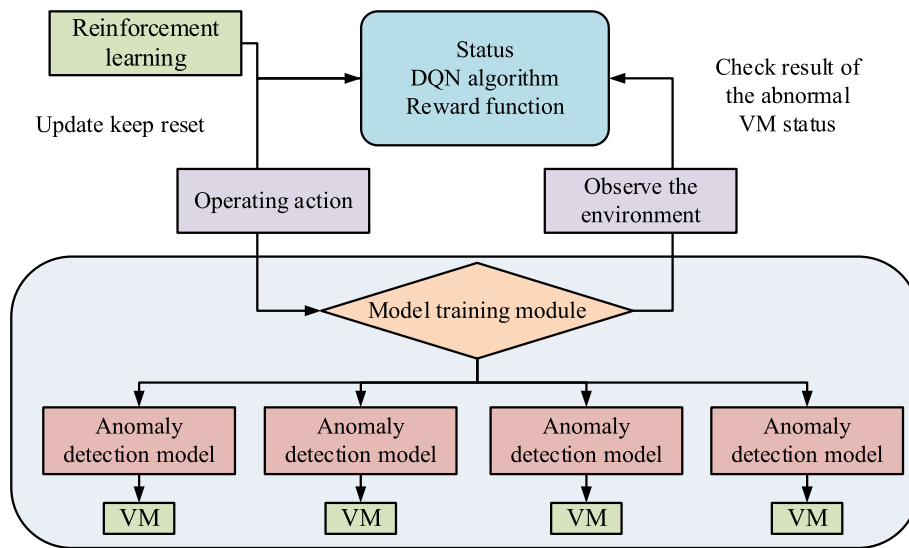 Reinforcement
learning
Status
DQN algorithm
Reward function
Check result of
the abnormal
VM status
Update keep reset
Operating action
Observe the
environment
Model training module
Anomaly
detection model
Anomaly
detection model
Anomaly
detection model
Anomaly
detection model
VM
VM
VM
VM